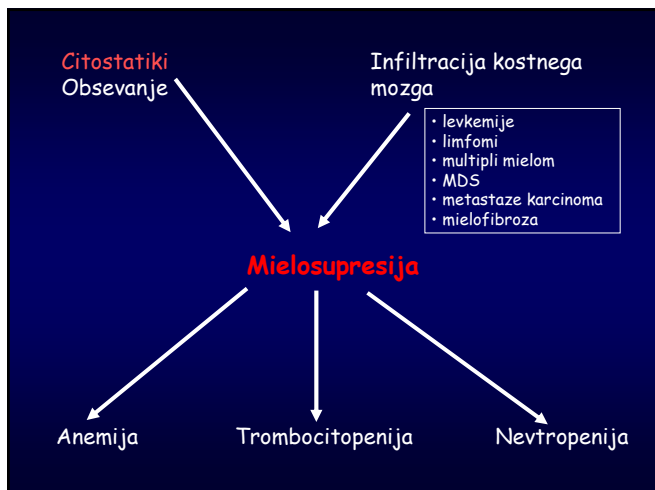 Citostatiki
Obsevanje
Infiltracija kostnega
mozga
• levkemije
• limfomi
• multipli mielom
• MDS
• metastaze karcinoma
• mielofibroza
Mielosupresija
Anemija
Trombocitopenija
Nevtropenija